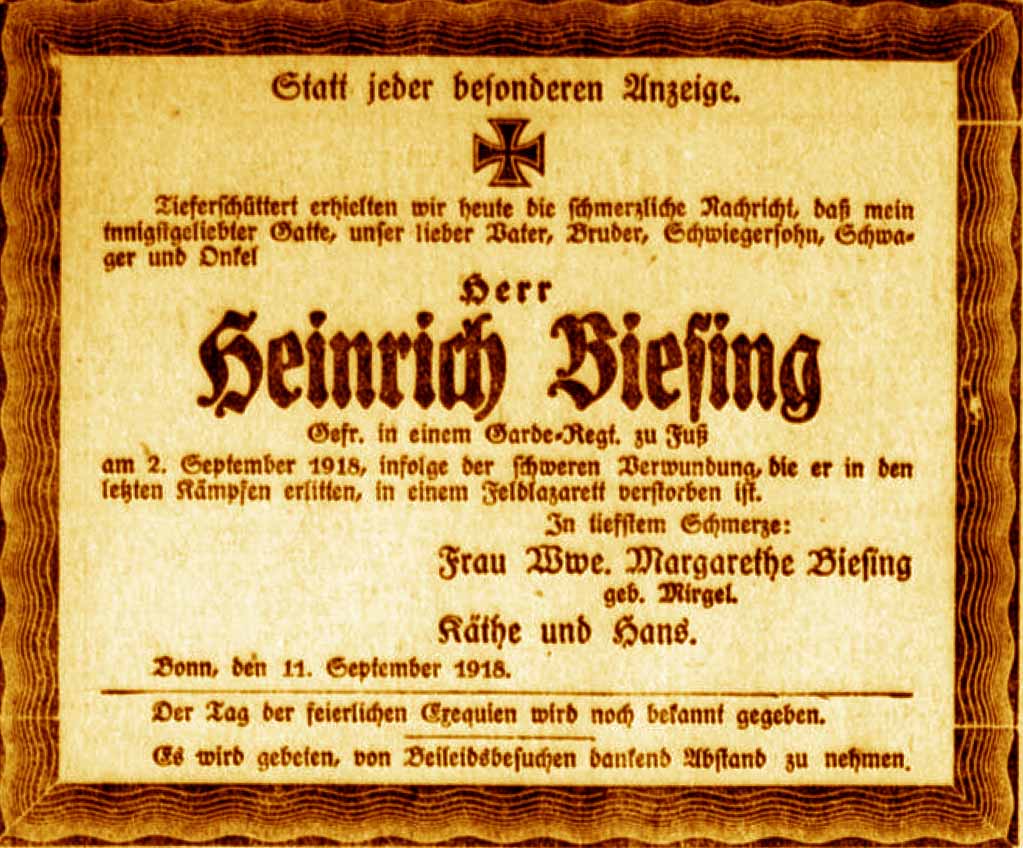 Statt jeder besonderen Anzeige.
Tieferschüttert erhielten wir heute die schmerzliche Nachricht, daß mein
innigstgeliebter Gatte, unser lieber Vater, Bruder, Schwiegersohn, Schwa-
ger und Onkel
Herr
Heinrich Biesing
Gefr. in einem Garde-Regt. zu Fuß
am 2. September 1918, infolge der schweren Verwundung, die er in den
letzten Kämpfen erlitten, in einem Feldlazarett verstorben ist.
In tiefstem Schmerze:
Frau Wwe. Margarethe Biesing
geb. Mirgel.
Käthe und Hans.
Bonn, den 11. September 1918.
Der Tag der feierlichen Exequien wird noch bekannt gegeben.
Es wird gebeten, von Beileidsbesuchen dankend Abstand zu nehmen.